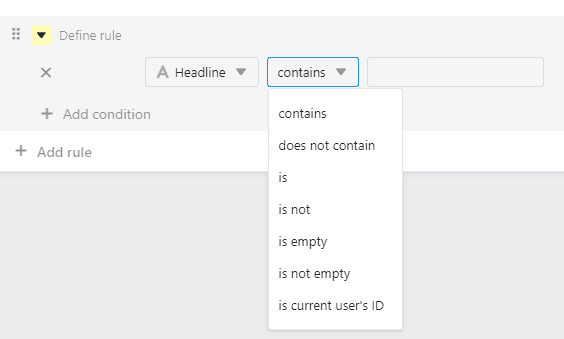 Define rule
Headline contains
contains
does not contain
is
is not
is empty
is not empty
is current user's ID
Add condition
Add rule